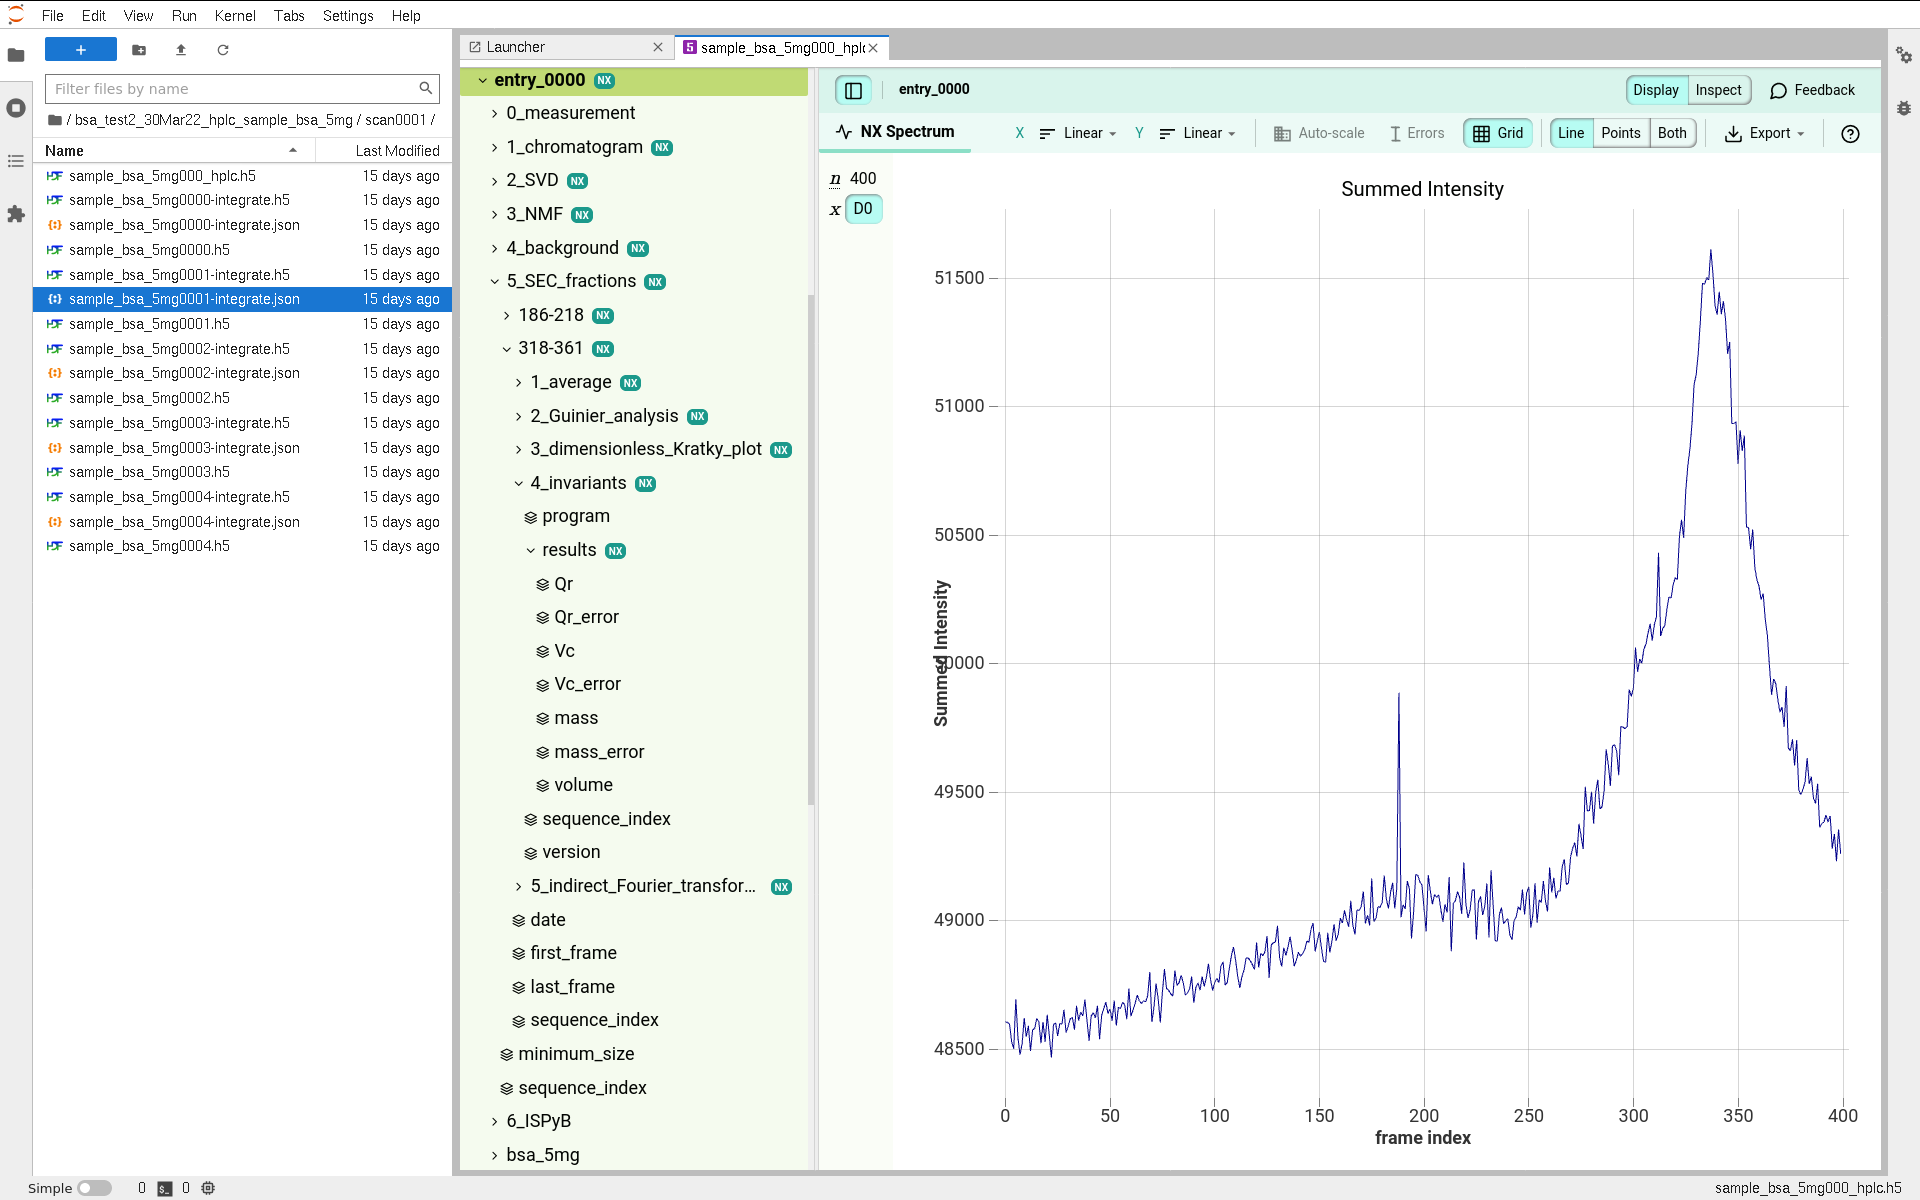 File Edit View Run Kernel Tabs Settings Help
Filter files by name
/ bsa_test2_30Mar22_hplc_sample_bsa_5mg / scan0001 /
Name Last Modified
sample_bsa_5mg000_hplc.h5 15 days ago
sample_bsa_5mg0000-integrate.h5 15 days ago
sample_bsa_5mg0000-integrate.json 15 days ago
sample_bsa_5mg0000.h5 15 days ago
sample_bsa_5mg0001-integrate.h5 15 days ago
sample_bsa_5mg0001-integrate.json 15 days ago
sample_bsa_5mg0001.h5 15 days ago
sample_bsa_5mg0002-integrate.h5 15 days ago
sample_bsa_5mg0002-integrate.json 15 days ago
sample_bsa_5mg0002.h5 15 days ago
sample_bsa_5mg0003-integrate.h5 15 days ago
sample_bsa_5mg0003-integrate.json 15 days ago
sample_bsa_5mg0003.h5 15 days ago
sample_bsa_5mg0004-integrate.h5 15 days ago
sample_bsa_5mg0004-integrate.json 15 days ago
sample_bsa_5mg0004.h5 15 days ago
Launcher
5 sample_bsa_5mg000_hplc
entry_0000 NX
0_measurement
1_chromatogram NX
2_SVD NX
3_NMF NX
4_background NX
5_SEC_fractions NX
186-218 NX
318-361 NX
1_average NX
2_Guinier_analysis NX
3_dimensionless_Kratky_plot NX
4_invariants NX
program
results NX
Qr
Qr_error
Vc
Vc_error
mass
mass_error
volume
sequence_index
version
5_indirect_Fourier_transfor... NX
date
first_frame
last_frame
sequence_index
minimum_size
sequence_index
6_ISPyB
bsa_5mg
entry_0000 Display Inspect Feedback
NX Spectrum X Linear Y Linear Auto-scale Errors Grid Line Points Both Export
n 400
x D0
Summed Intensity
51500
51000
50500
50000
49500
49000
48500
Summed Intensity
0 50 100 150 200 250 300 350 400
frame index
Simple 0 0 sample_bsa_5mg000_hplc.h5